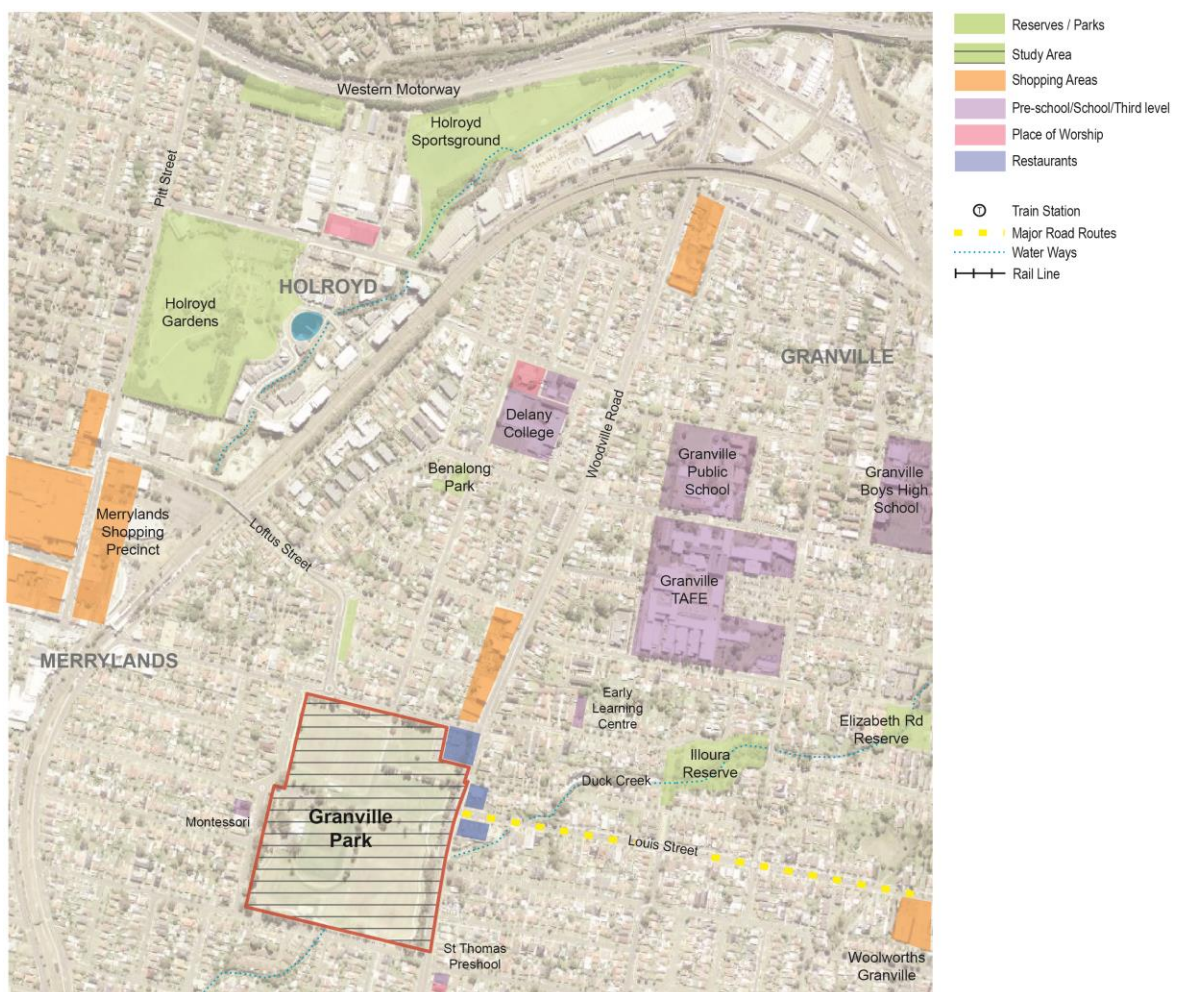 Western Motorway
Holroyd
Sportsground
Pitt Street
HOLROYD
Holroyd
Gardens
GRANVILLE
Woodville Road
Delany
College
Granville
Public
School
Granville
Boys High
School
Benalong
Park
Merrylands
Shopping
Precinct
Loftus Street
Granville
TAFE
MERRYLANDS
Early
Learning
Centre
Elizabeth Rd
Reserve
Illoura
Reserve
Duck Creek
Montessori
Granville
Park
Louis Street
St Thomas
Preshool
Woolworths
Granville
Reserves / Parks
Study Area
Shopping Areas
Pre-school/School/Third level
Place of Worship
Restaurants
T
Train Station
Major Road Routes
Water Ways
Rail Line